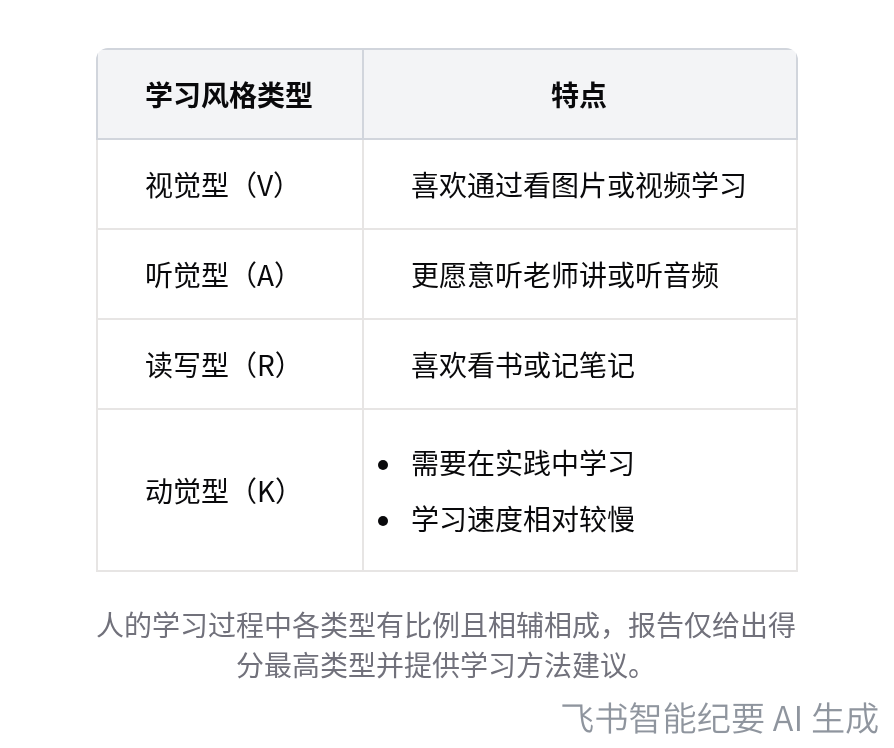 学习风格类型 特点
视觉型（V） 喜欢通过看图片或视频学习
听觉型（A） 更愿意听老师讲或听音频
读写型（R） 喜欢看书或记笔记
动觉型（K）
• 需要在实践中学习
• 学习速度相对较慢
人的学习过程中各类型有比例且相辅相成，报告仅给出得
分最高类型并提供学习方法建议。
飞书智能纪要 AI 生成